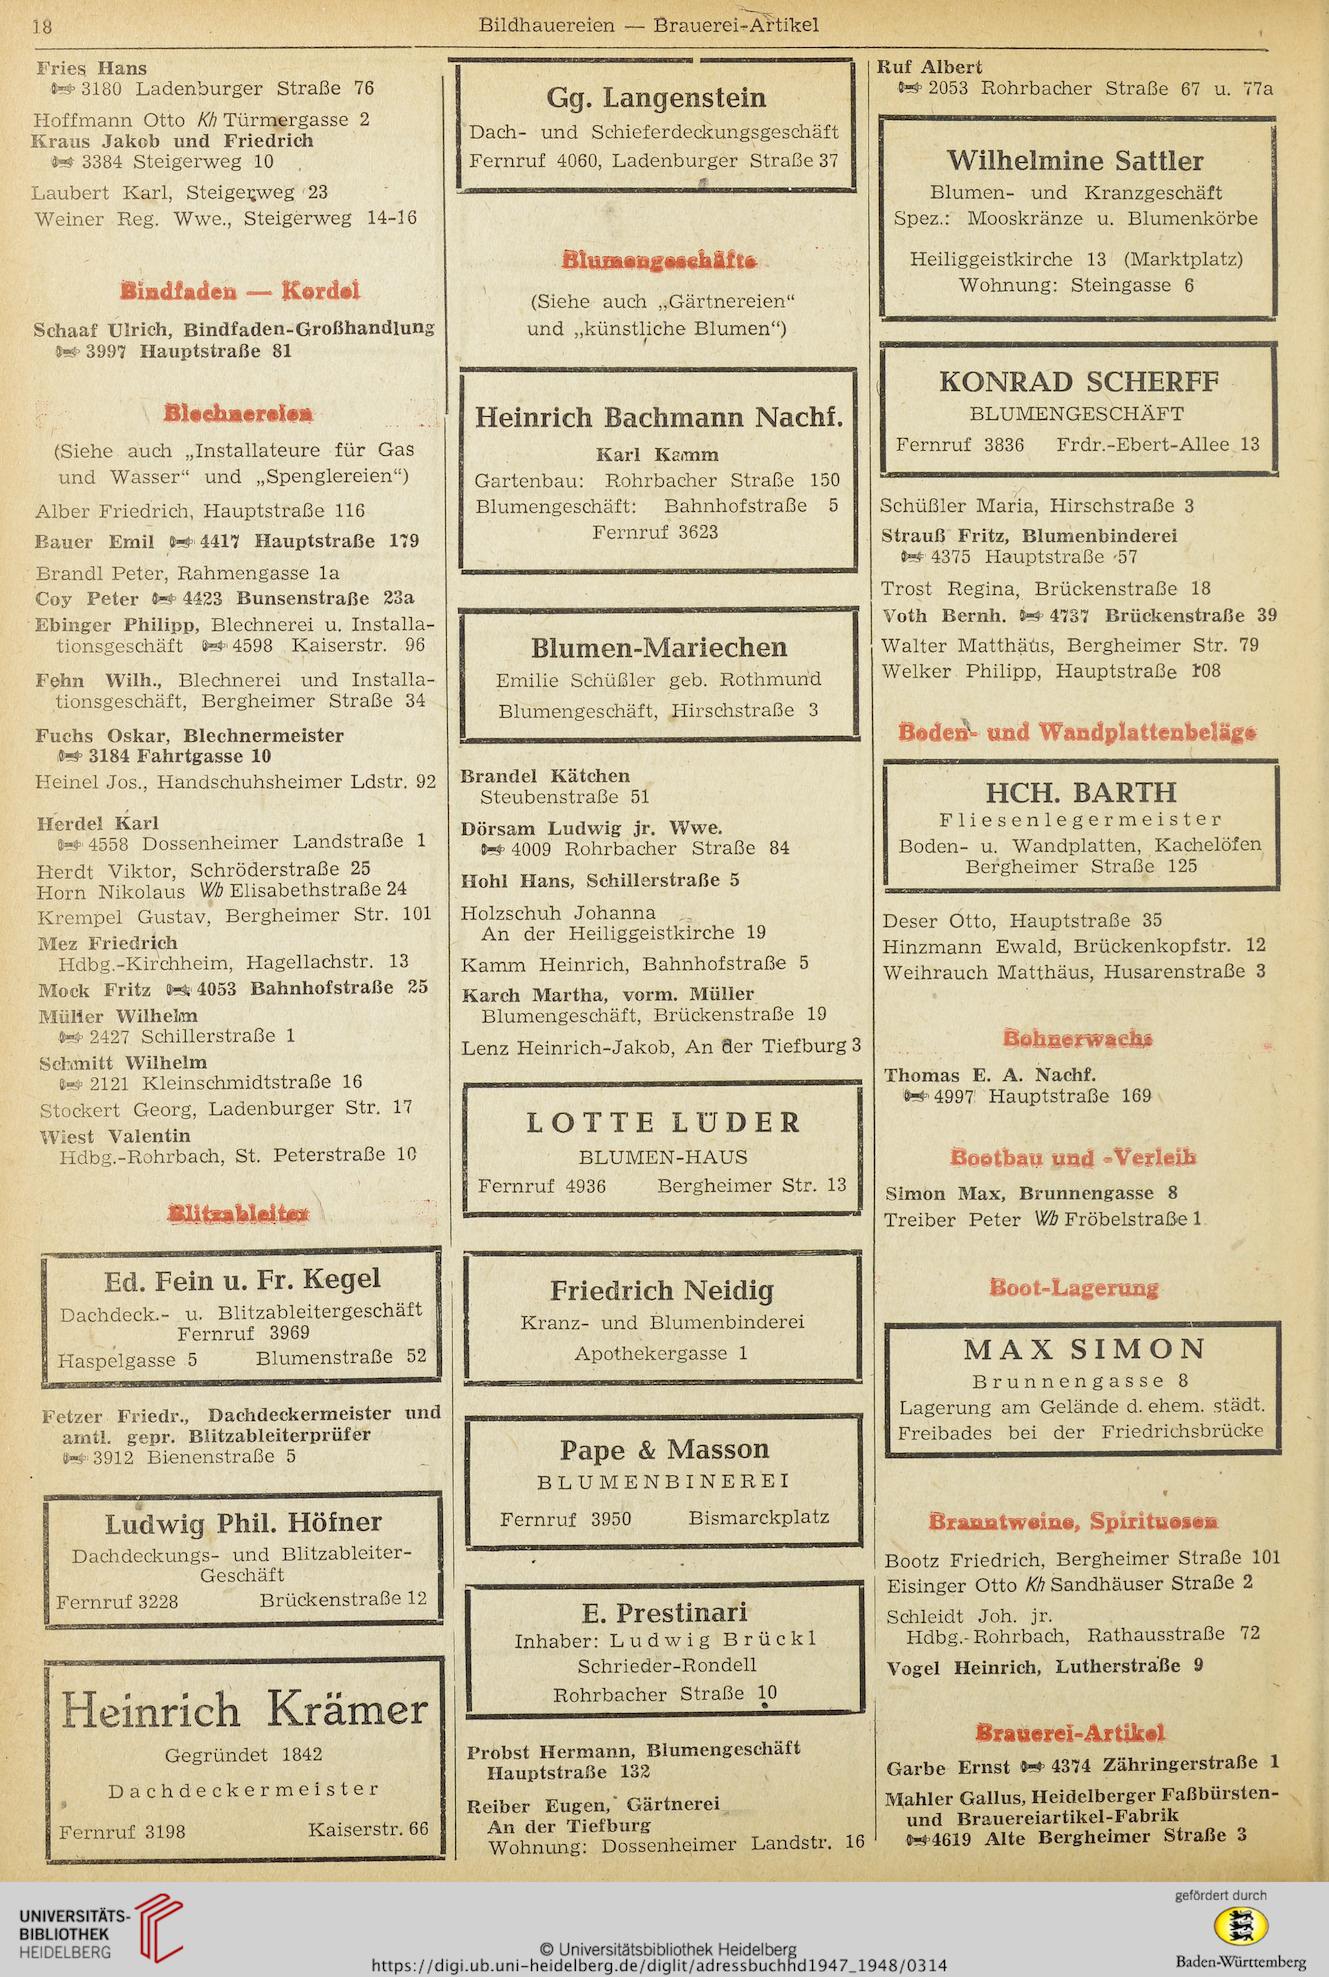 18
Bildhauereien — Brauerei-Artikel
Fries Hans
3180 Ladenburger Straße 76
Hoffmann Otto Kh Türmergasse 2
Kraus Jakob und Friedrich
3384 Steigerweg 10
Laubert Karl, Steigerweg 23
Weiner Reg. Wwe., Steigerweg 14-16
Bindfaden — Kordel
Schaaf Ulrich, Bindfaden-Großhandlung
3997 Hauptstraße 81
Blechnereien
(Siehe auch „Installateure für Gas
und Wasser“ und „Spenglereien“)
Alber Friedrich, Hauptstraße 116
Bauer Emil 4417 Hauptstraße 179
Brandl Peter, Rahmengasse 1a
Coy Peter 4423 Bunsenstraße 23a
Ebinger Philipp, Blechnerei u. Installa-
tionsgeschäft 4598 Kaiserstr. 96
Fehn Wilh., Blechnerei und Installa-
tionsgeschäft, Bergheimer Straße 34
Fuchs Oskar, Blechnermeister
3184 Fahrtgasse 10
Heinel Jos., Handschuhsheimer Ldstr. 92
Herdel Karl
4558 Dossenheimer Landstraße 1
Herdt Viktor, Schröderstraße 25
Horn Nikolaus Wb Elisabethstraße 24
Krempel Gustav, Bergheimer Str. 101
Mez Friedrich
Hdbg.-Kirchheim, Hagellachstr. 13
Mock Fritz 4053 Bahnhofstraße 25
Müller Wilhelm
2427 Schillerstraße 1
Schmitt Wilhelm
2121 Kleinschmidtstraße 16
Stockert Georg, Ladenburger Str. 17
Wiest Valentin
Hdbg.-Rohrbach, St. Peterstraße 10
Blitzableiter
Ed. Fein u. Fr. Kegel
Dachdeck.- u. Blitzableitergeschäft
Fernruf 3969
Haspelgasse 5 Blumenstraße 52
Fetzer Friedr., Dachdeckermeister und
amtl. gepr. Blitzableiterprüfer
3912 Bienenstraße 5
Ludwig Phil. Höfner
Dachdeckungs- und Blitzableiter-
Geschäft
Fernruf 3228 Brückenstraße 12
Heinrich Krämer
Gegründet 1842
Dachdeckermeister
Fernruf 3198 Kaiserstr. 66
Gg. Langenstein
Dach- und Schieferdeckungsgeschäft
Fernruf 4060, Ladenburger Straße 37
Blumengeschäfte
(Siehe auch „Gärtnereien“
und „künstliche Blumen“)
Heinrich Bachmann Nachf.
Karl Kamm
Gartenbau: Rohrbacher Straße 150
Blumengeschäft: Bahnhofstraße 5
Fernruf 3623
Blumen-Mariechen
Emilie Schüßler geb. Rothmund
Blumengeschäft, Hirschstraße 3
Brandel Kätchen
Steubenstraße 51
Dörsam Ludwig jr. Wwe.
4009 Rohrbacher Straße 84
Hohl Hans, Schillerstraße 5
Holzschuh Johanna
An der Heiliggeistkirche 19
Kamm Heinrich, Bahnhofstraße 5
Karch Martha, vorm. Müller
Blumengeschäft, Brückenstraße 19
Lenz Heinrich-Jakob, An der Tiefburg 3
LOTTE LÜDER
BLUMEN-HAUS
Fernruf 4936 Bergheimer Str. 13
Friedrich Neidig
Kranz- und Blumenbinderei
Apothekergasse 1
Pape & Masson
BLUMENBINEREI
Fernruf 3950 Bismarckplatz
E. Prestinari
Inhaber: Ludwig Brückl
Schrieder-Rondell
Rohrbacher Straße 10
Probst Hermann, Blumengeschäft
Hauptstraße 132
Reiber Eugen, Gärtnerei
An der Tiefburg
Wohnung: Dossenheimer Landstr. 16
Ruf Albert
2053 Rohrbacher Straße 67 u. 77a
Wilhelmine Sattler
Blumen- und Kranzgeschäft
Spez.: Mooskränze u. Blumenkörbe
Heiliggeistkirche 13 (Marktplatz)
Wohnung: Steingasse 6
KONRAD SCHERFF
BLUMENGESCHÄFT
Fernruf 3836 Frdr.-Ebert-Allee 13
Schüßler Maria, Hirschstraße 3
Strauß Fritz, Blumenbinderei
4375 Hauptstraße 57
Trost Regina, Brückenstraße 18
Voth Bernh. 4737 Brückenstraße 39
Walter Matthäus, Bergheimer Str. 79
Welker Philipp, Hauptstraße 108
Boden- und Wandplattenbeläge
HCH. BARTH
Fliesenlegermeister
Boden- u. Wandplatten, Kachelöfen
Bergheimer Straße 125
Deser Otto, Hauptstraße 35
Hinzmann Ewald, Brückenkopfstr. 12
Weihrauch Matthäus, Husarenstraße 3
Bohnerwachs
Thomas E. A. Nachf.
4997 Hauptstraße 169
Bootbau und -Verleih
Simon Max, Brunnengasse 8
Treiber Peter Wb Fröbelstraße 1
Boot-Lagerung
MAX SIMON
Brunnengasse 8
Lagerung am Gelände d. ehem. städt.
Freibades bei der Friedrichsbrücke
Branntweine, Spirituosen
Bootz Friedrich, Bergheimer Straße 101
Eisinger Otto Kh Sandhäuser Straße 2
Schleidt Joh. jr.
Hdbg.-Rohrbach, Rathausstraße 72
Vogel Heinrich, Lutherstraße 9
Brauerei-Artikel
Garbe Ernst 4374 Zähringerstraße 1
Mahler Gallus, Heidelberger Faßbürsten-
und Brauereiartikel-Fabrik
4619 Alte Bergheimer Straße 3
UNIVERSITÄTS-
BIBLIOTHEK
HEIDELBERG
© Universitätsbibliothek Heidelberg
https://digi.ub.uni-heidelberg.de/diglit/adressbuchhd1947_1948/0314
gefördert durch
Baden-Württemberg